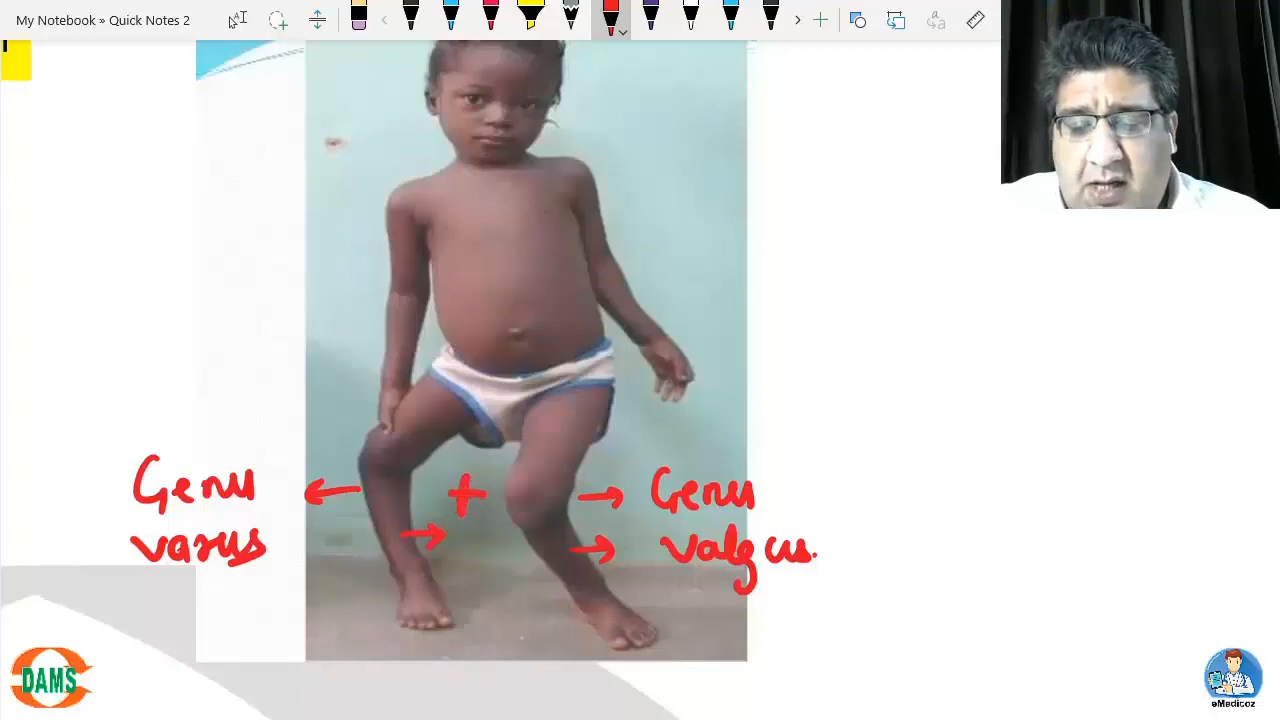 My Notebook » Quick Notes 2
Genu
varus
+
Genu
valgus.
DAMS
eMedicoz